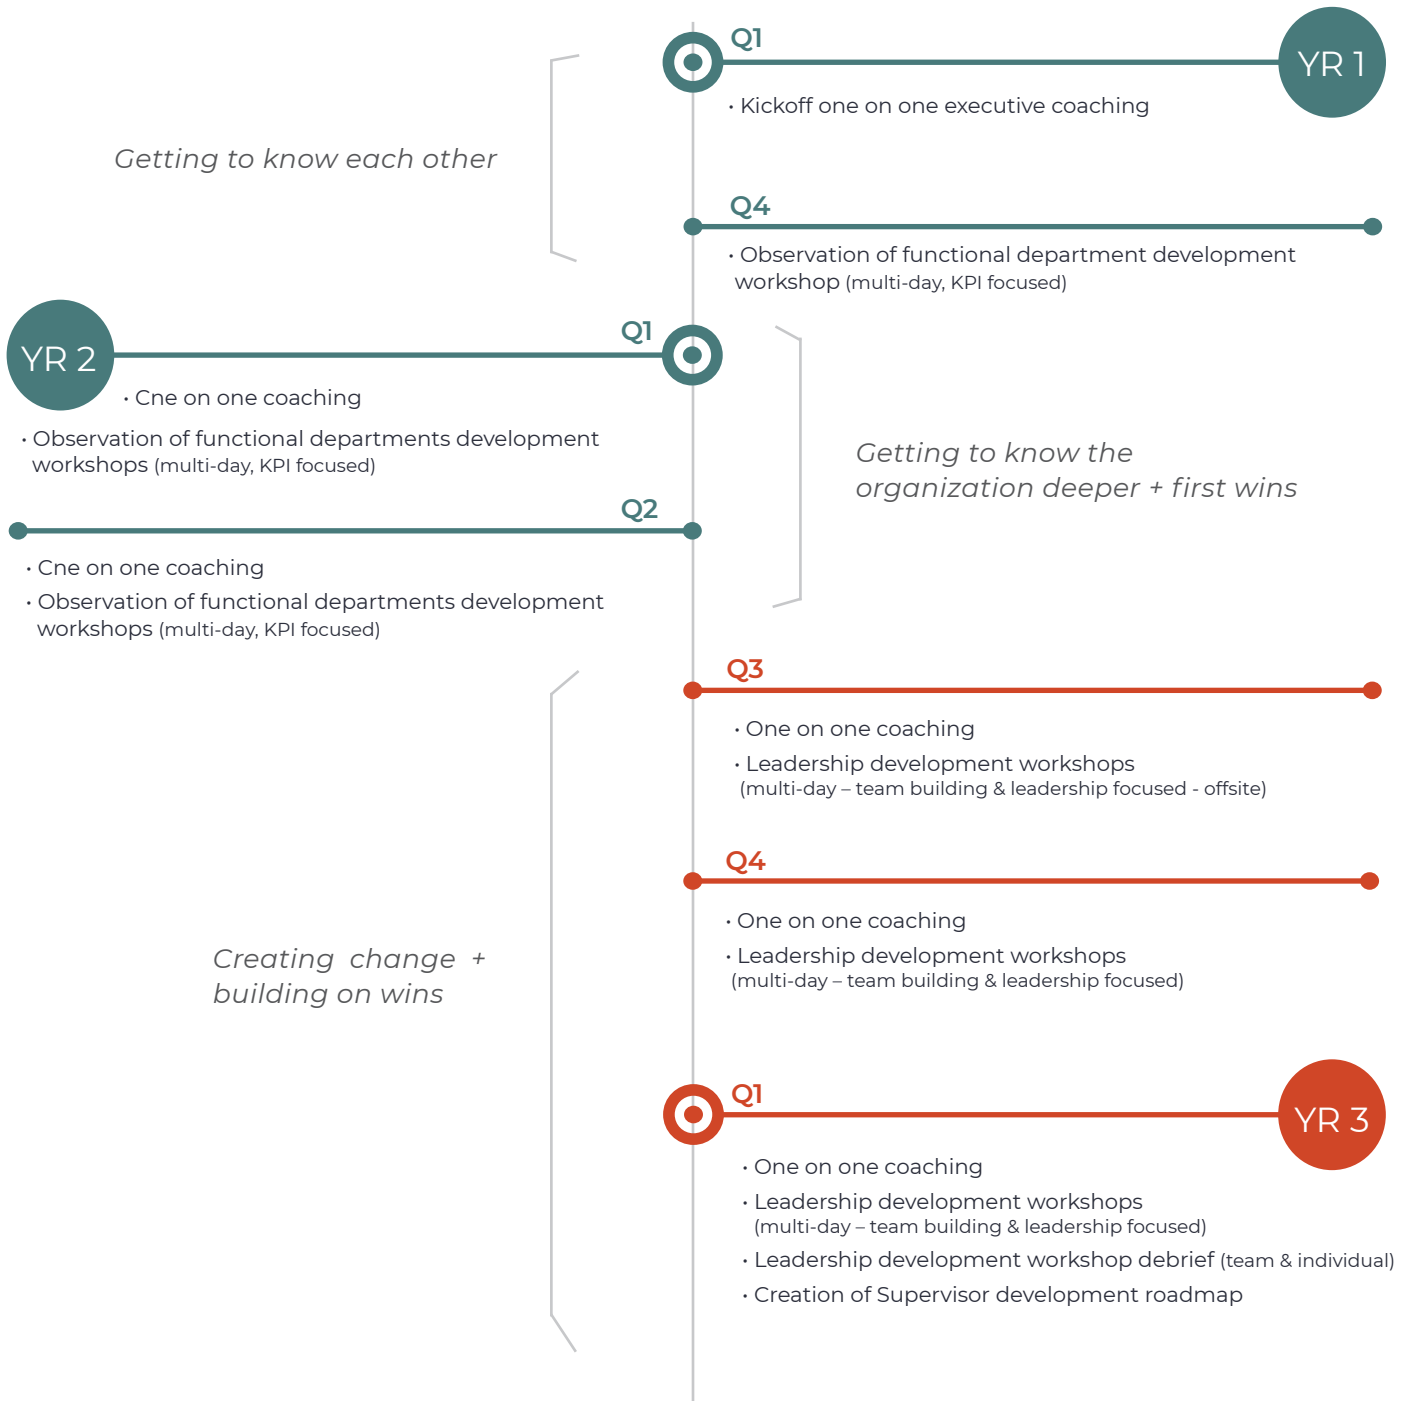 Q1
YR 1
• Kickoff one on one executive coaching
Getting to know each other
Q4
• Observation of functional department development
workshop (multi-day, KPI focused)
YR 2
Q1
• Cne on one coaching
• Observation of functional departments development
workshops (multi-day, KPI focused)
Getting to know the
organization deeper + first wins
Q2
• Cne on one coaching
• Observation of functional departments development
workshops (multi-day, KPI focused)
Q3
• One on one coaching
• Leadership development workshops
(multi-day – team building & leadership focused - offsite)
Q4
• One on one coaching
• Leadership development workshops
(multi-day – team building & leadership focused)
Creating change +
building on wins
Q1
YR 3
• One on one coaching
• Leadership development workshops
(multi-day – team building & leadership focused)
• Leadership development workshop debrief (team & individual)
• Creation of Supervisor development roadmap